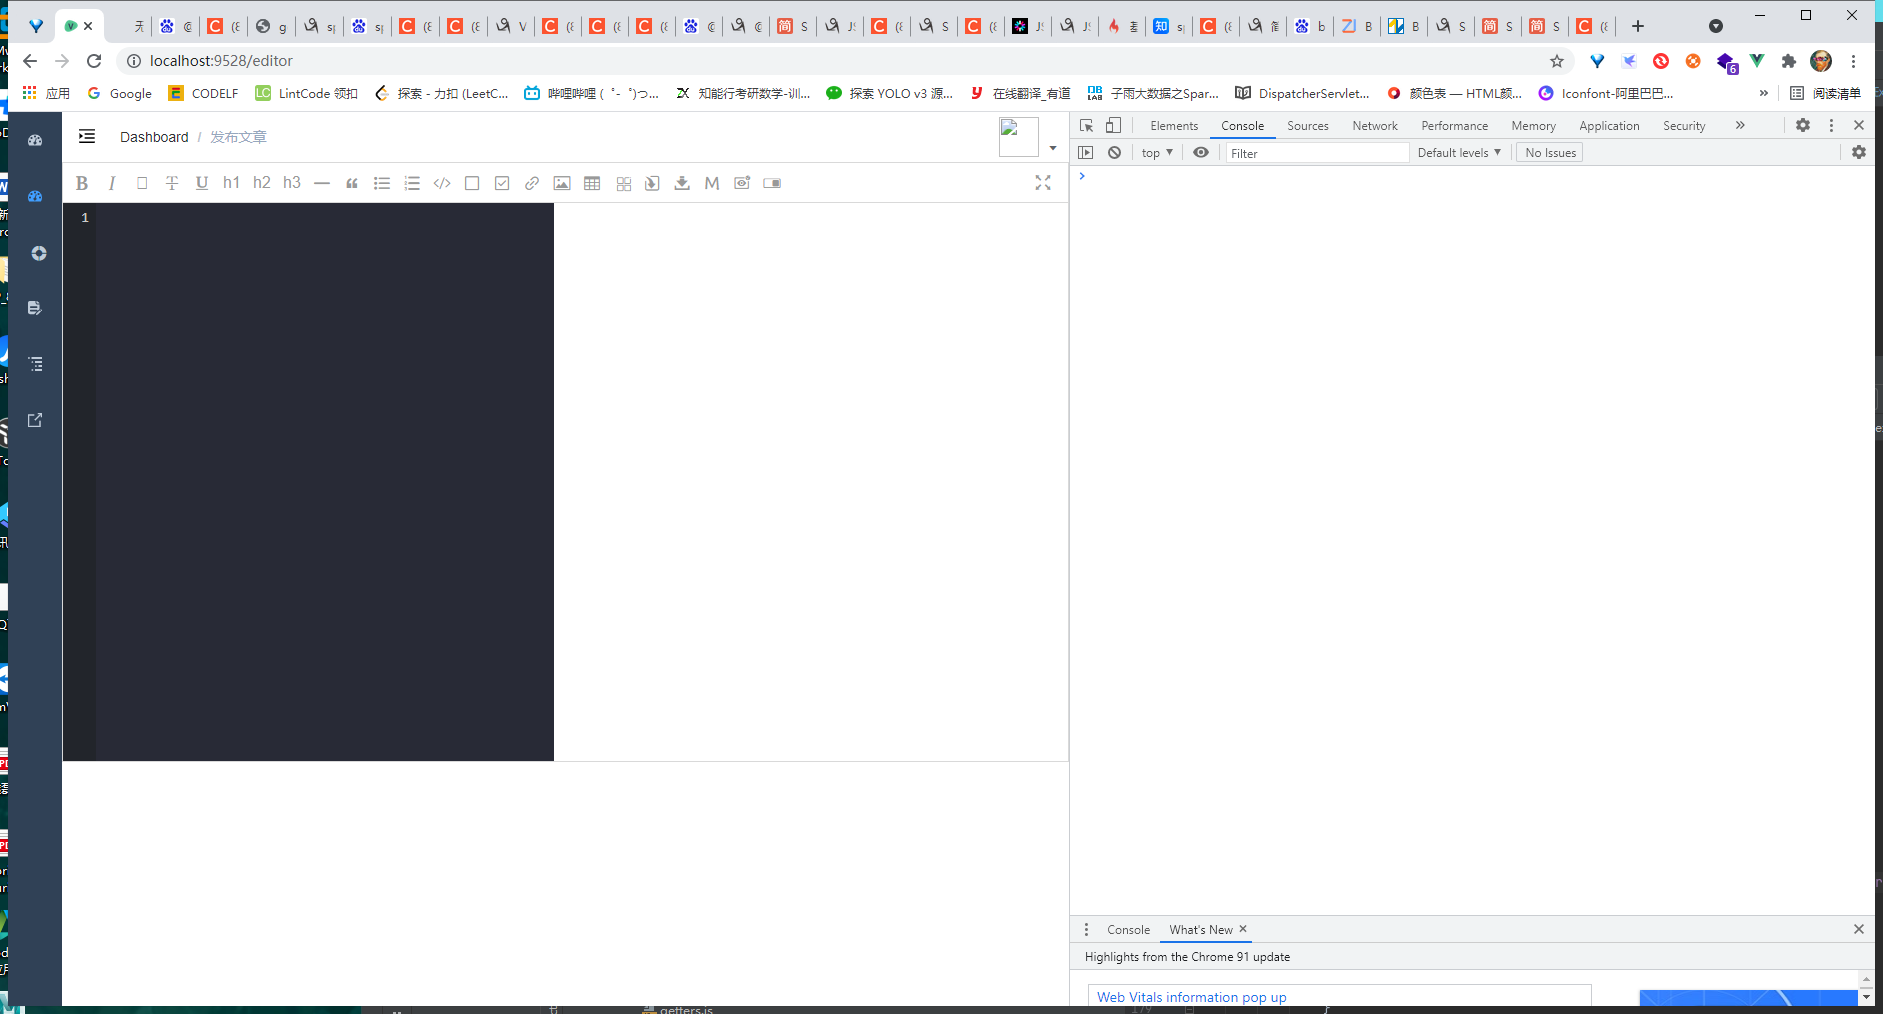 localhost:9528/editor
应用 Google CODELF LintCode 领扣 探索 - 力扣 (LeetC... 哔哩哔哩 ( ゜- ゜)つ... 知能行考研数学-训... 探索 YOLO v3 源... 在线翻译_有道 子雨大数据之Spar... DispatcherServlet... 颜色表 — HTML颜... Iconfont-阿里巴巴... » 阅读清单
Dashboard / 发布文章
B I T U h1 h2 h3 — M
1
Elements Console Sources Network Performance Memory Application Security »
top ▼ Filter Default levels ▼ No Issues
Console What's New ×
Highlights from the Chrome 91 update
Web Vitals information pop up
getters.js
179 }